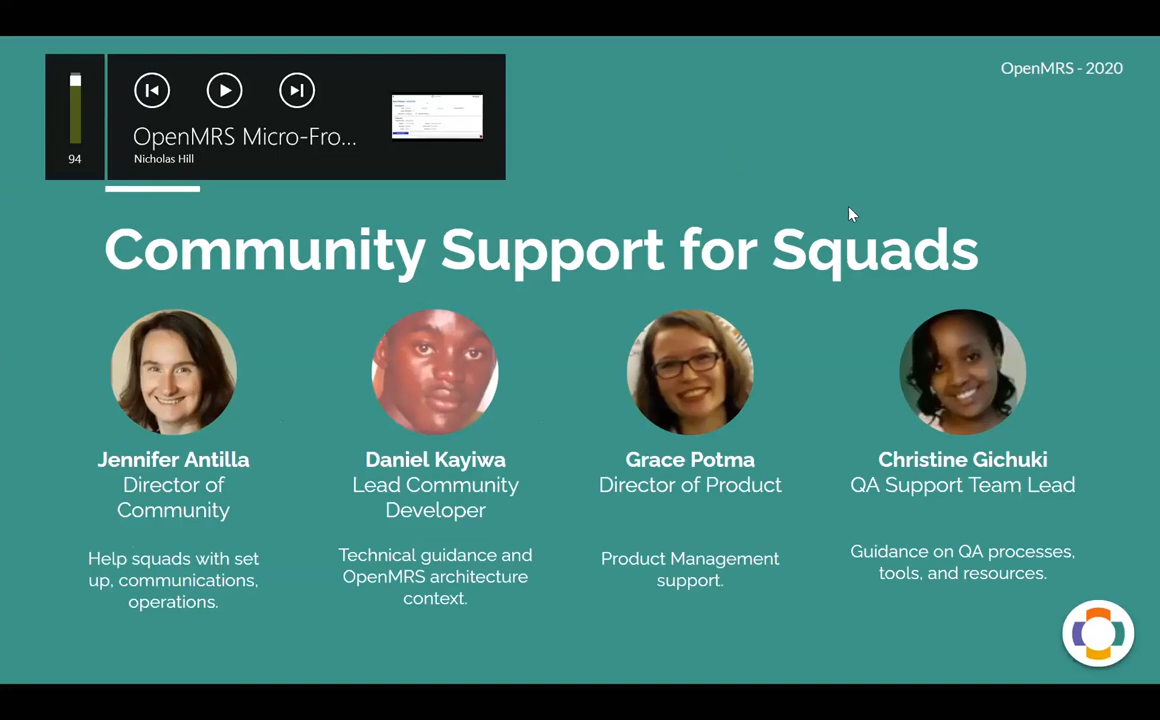 OpenMRS - 2020
94
OpenMRS Micro-Fro...
Nicholas Hill
Community Support for Squads
Jennifer Antilla
Director of
Community
Help squads with set
up, communications,
operations.
Daniel Kayiwa
Lead Community
Developer
Technical guidance and
OpenMRS architecture
context.
Grace Potma
Director of Product
Product Management
support.
Christine Gichuki
QA Support Team Lead
Guidance on QA processes,
tools, and resources.